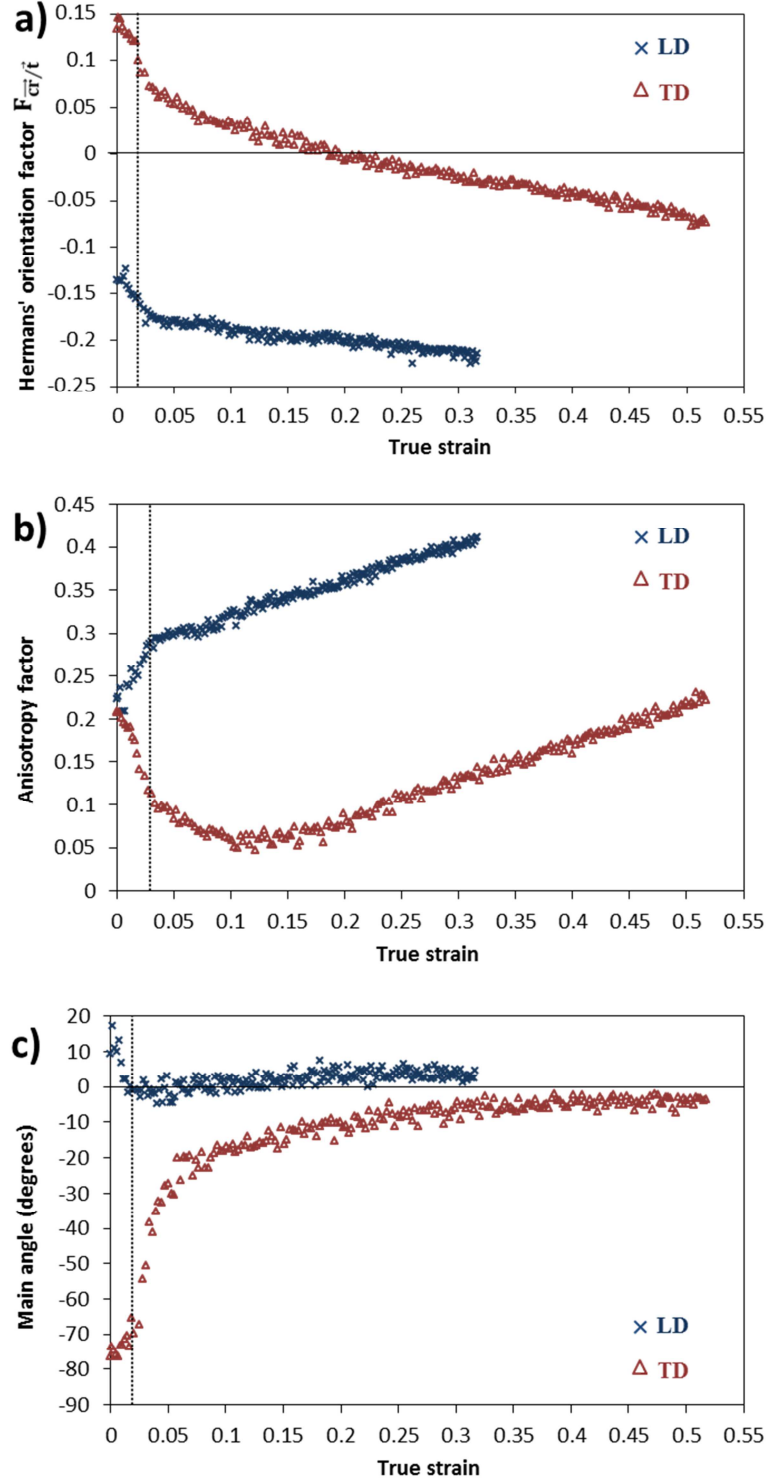 a)
Hermans' orientation factor F cr/t
0.15
0.1
0.05
0
-0.05
-0.1
-0.15
-0.2
-0.25
LD
TD
0 0.05 0.1 0.15 0.2 0.25 0.3 0.35 0.4 0.45 0.5 0.55
True strain
b)
Anisotropy factor
0.45
0.4
0.35
0.3
0.25
0.2
0.15
0.1
0.05
0
LD
TD
0 0.05 0.1 0.15 0.2 0.25 0.3 0.35 0.4 0.45 0.5 0.55
True strain
c)
Main angle (degrees)
20
10
0
-10
-20
-30
-40
-50
-60
-70
-80
-90
LD
TD
0 0.05 0.1 0.15 0.2 0.25 0.3 0.35 0.4 0.45 0.5 0.55
True strain